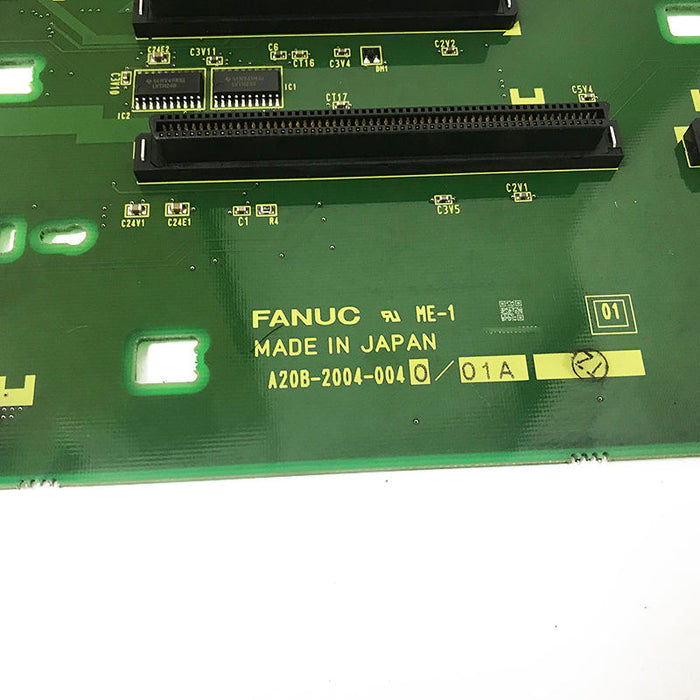 C24E2
C3V11
C6
CT16
C3V4
DM1
C2V2
C3V10
IC2
IC1
CT17
C5V4
C24V1
C24E1
C1
R4
C3V5
C2V1
FANUC ME-1
01
MADE IN JAPAN
A20B-2004-0040/01A